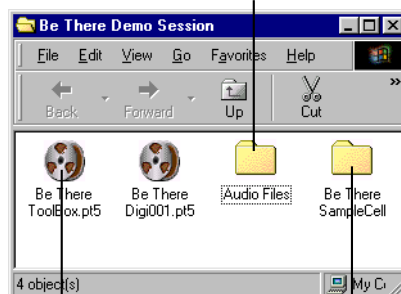 Be There Demo Session
File Edit View Go Favorites Help
»
Back Forward Up Cut
Be There ToolBox.pt5
Be There Digi001.pt5
Audio Files
Be There SampleCell
4 object(s)
My C